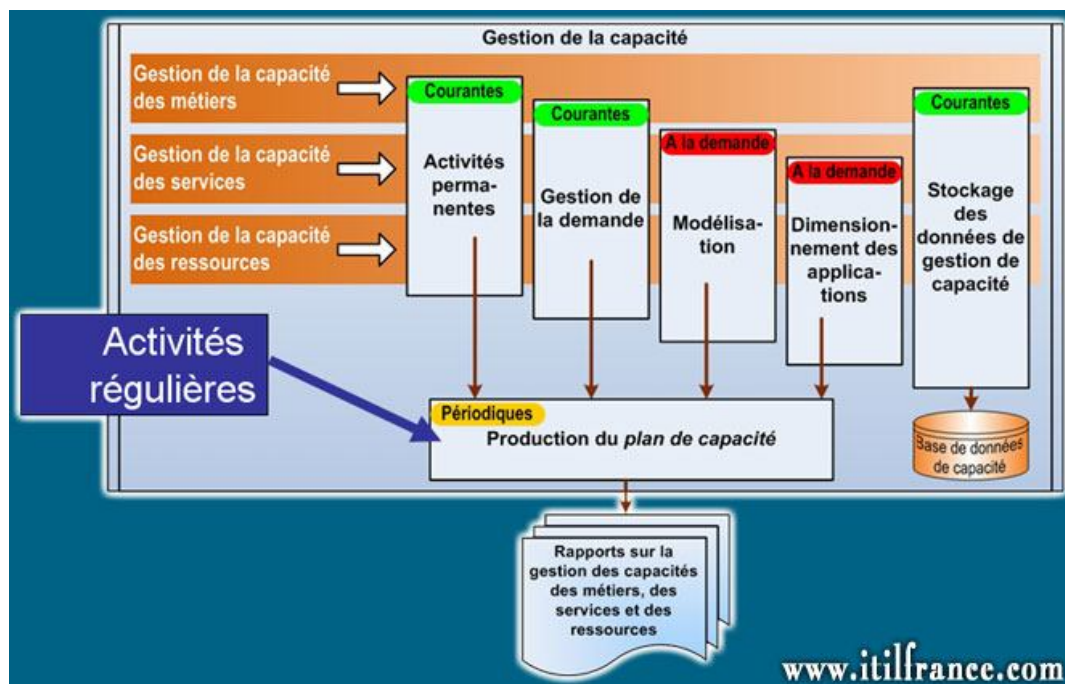 Gestion de la capacité
Gestion de la capacité
des métiers
Gestion de la capacité
des services
Gestion de la capacité
des ressources
Courantes
Activités
perma-
nentes
Courantes
Gestion de
la demande
A la demande
Modélisa-
tion
A la demande
Dimension-
nement des
applica-
tions
Courantes
Stockage
des
données de
gestion de
capacité
Activités
régulières
Périodiques
Production du plan de capacité
Base de données
de capacité
Rapports sur la
gestion des capacités
des métiers, des
services et des
ressources
www.itilfrance.com